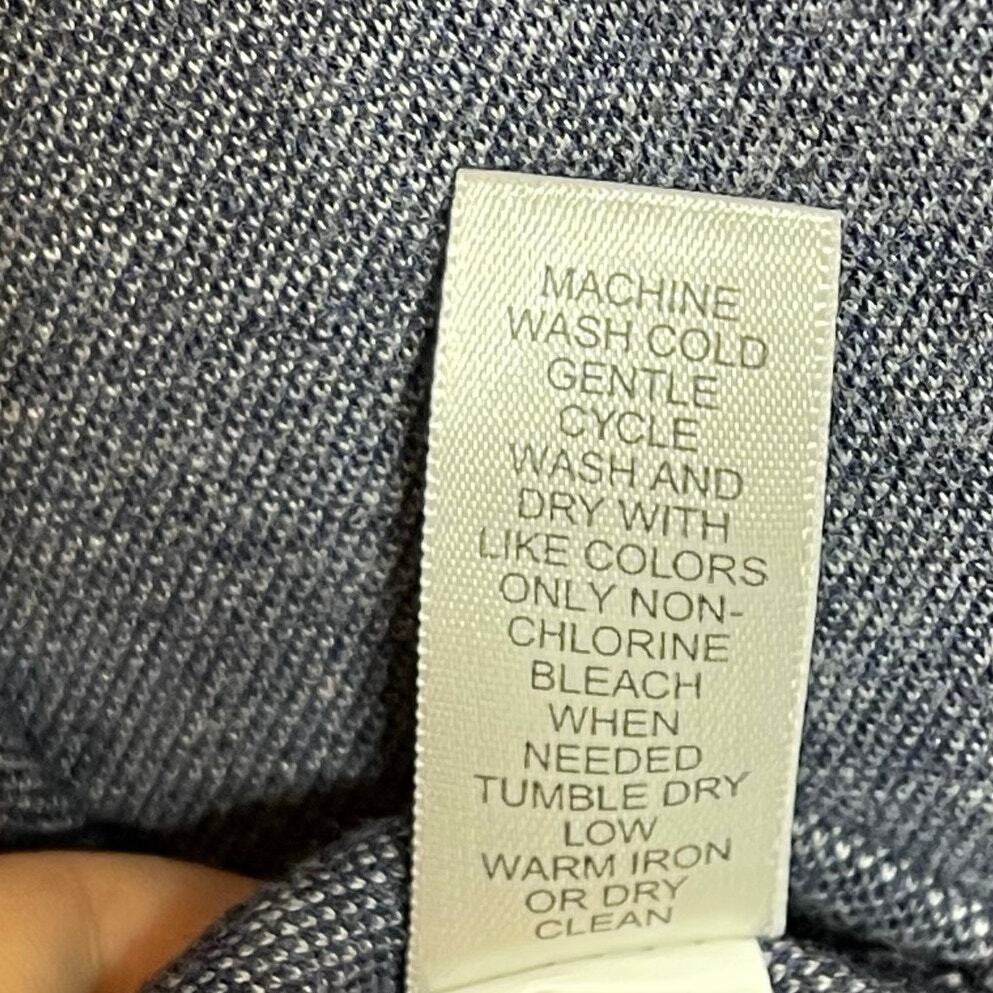 MACHINE
WASH COLD
GENTLE
CYCLE
WASH AND
DRY WITH
LIKE COLORS
ONLY NON-
CHLORINE
BLEACH
WHEN
NEEDED
TUMBLE DRY
LOW
WARM IRON
OR DRY
CLEAN